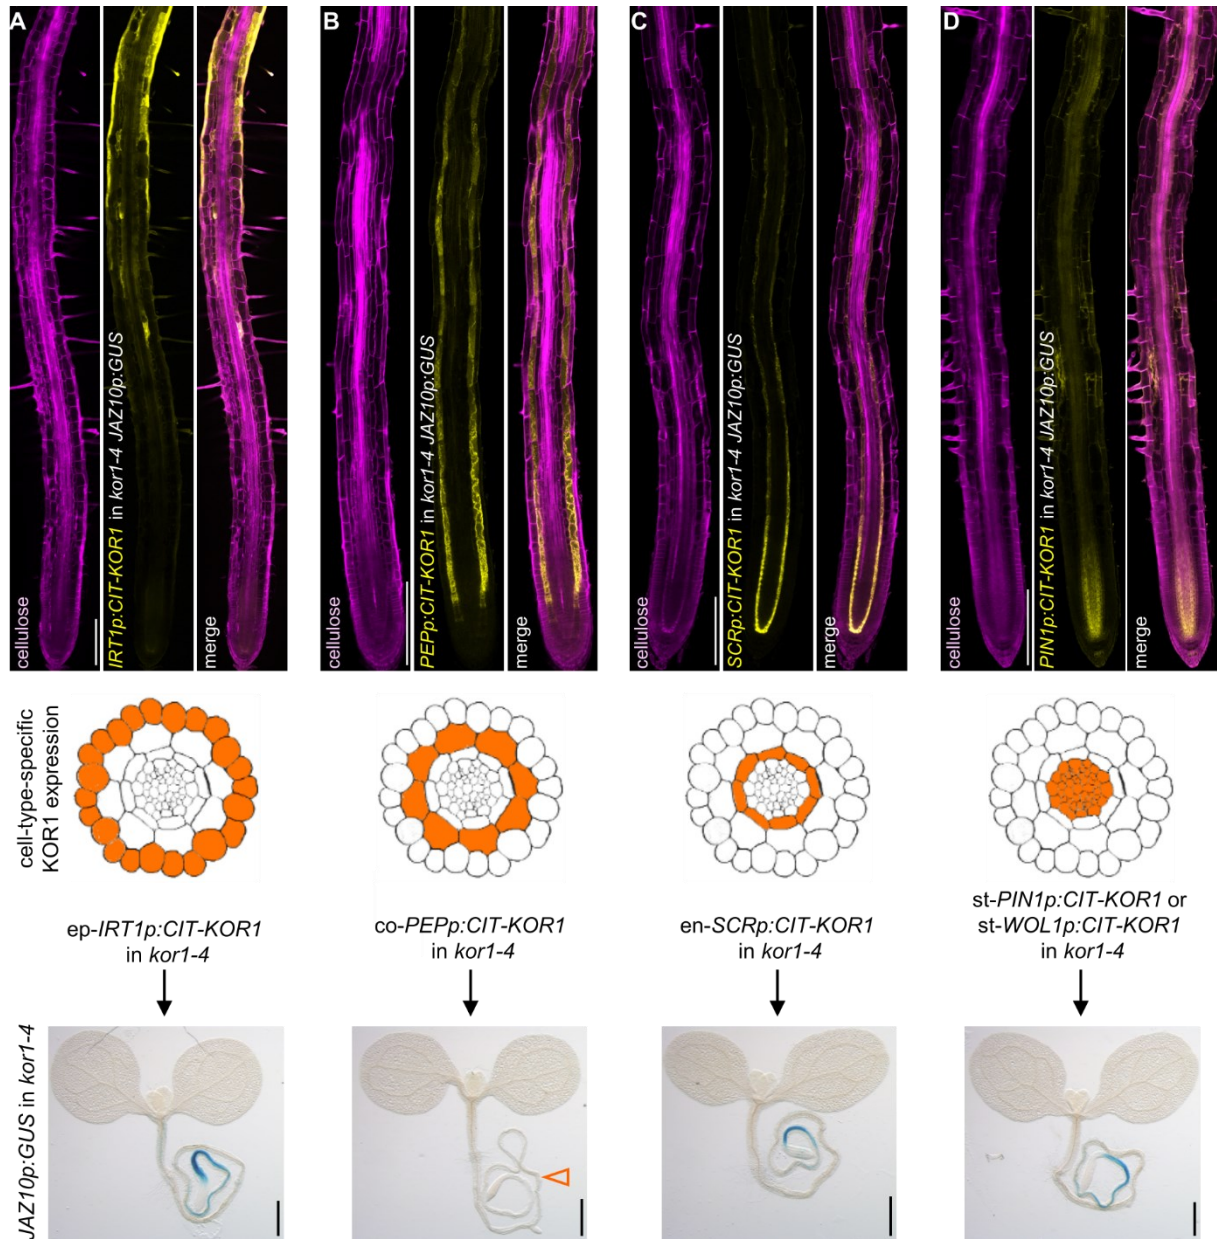 A
cellulose
IRT1p:CIT-KOR1 in kor1-4 JAZ10p:GUS
merge
B
cellulose
PEPp:CIT-KOR1 in kor1-4 JAZ10p:GUS
merge
C
cellulose
SCRp:CIT-KOR1 in kor1-4 JAZ10p:GUS
merge
D
cellulose
PIN1p:CIT-KOR1 in kor1-4 JAZ10p:GUS
merge
cell-type-specific
KOR1 expression
ep-IRT1p:CIT-KOR1
in kor1-4
co-PEPp:CIT-KOR1
in kor1-4
en-SCRp:CIT-KOR1
in kor1-4
st-PIN1p:CIT-KOR1 or
st-WOL1p:CIT-KOR1
in kor1-4
JAZ10p:GUS in kor1-4